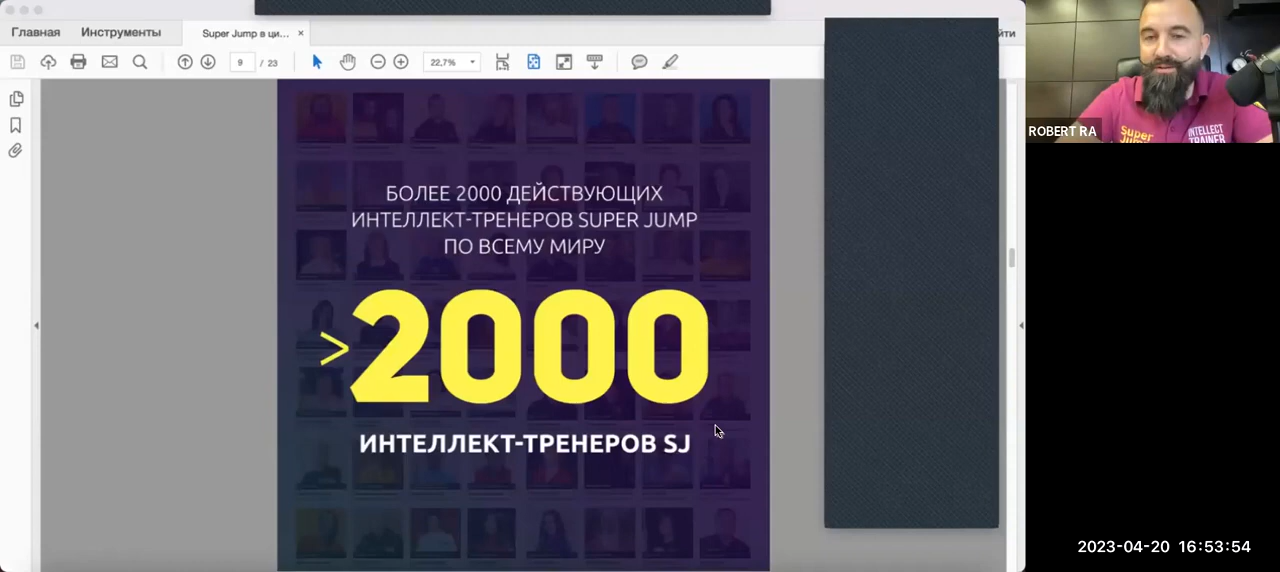 Главная
Инструменты
Super Jump в ци...
×
йти
9 / 23
22,7%
БОЛЕЕ 2000 ДЕЙСТВУЮЩИХ
ИНТЕЛЛЕКТ-ТРЕНЕРОВ SUPER JUMP
ПО ВСЕМУ МИРУ
>2000
ИНТЕЛЛЕКТ-ТРЕНЕРОВ SJ
ROBERT RA
Super
INTELLECT
TRAINER
2023-04-20 16:53:54